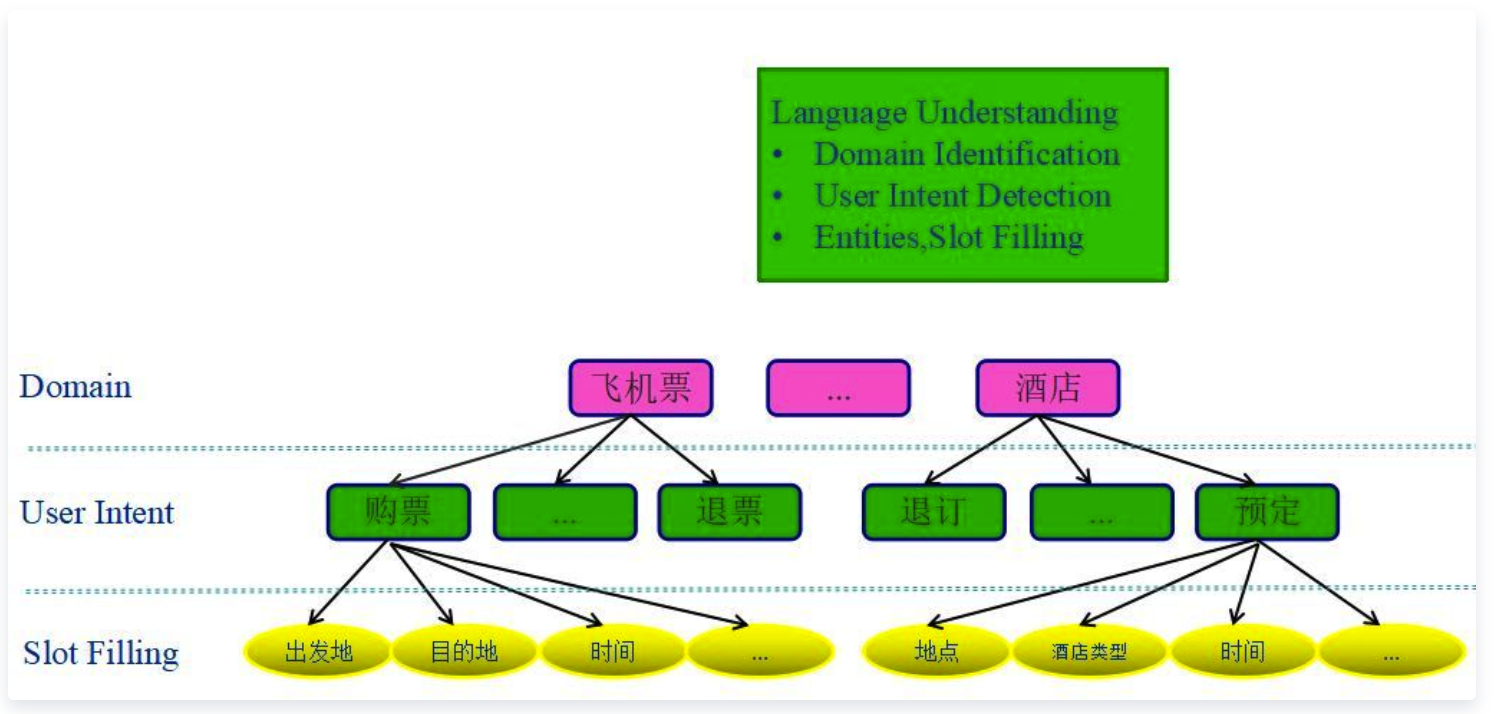 Language Understanding
• Domain Identification
• User Intent Detection
• Entities,Slot Filling
Domain
飞机票
...
酒店
User Intent
购票
...
退票
退订
...
预定
Slot Filling
出发地
目的地
时间
...
地点
酒店类型
时间
...